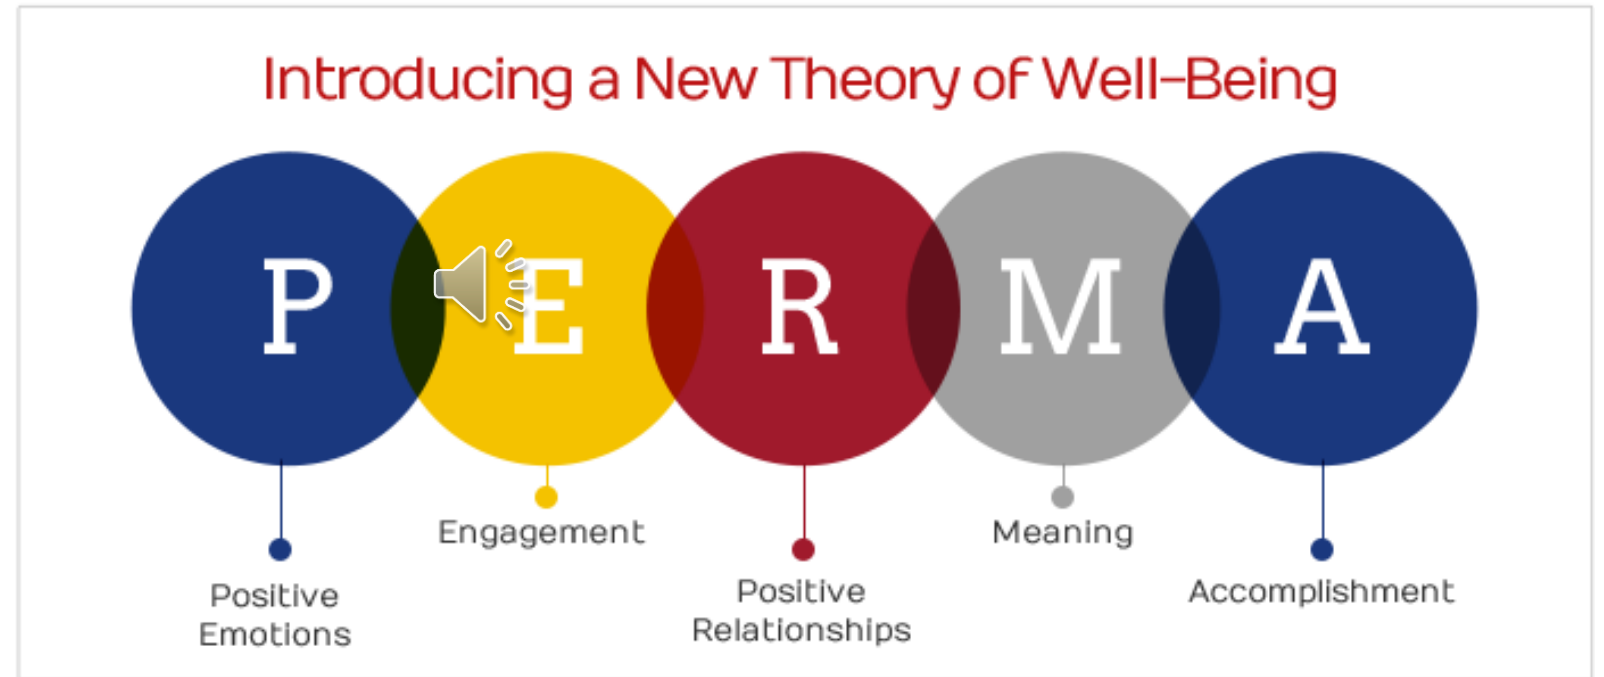 Introducing a New Theory of Well-Being
P E R M A
Engagement
Meaning
Positive
Emotions
Positive
Relationships
Accomplishment